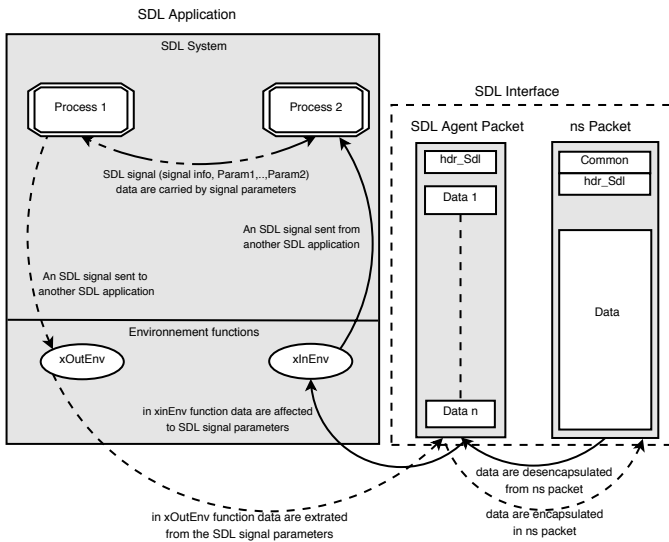 SDL Application
SDL System
Process 1
Process 2
SDL signal (signal info, Param1,..,Param2)
data are carried by signal parameters
An SDL signal sent from
another SDL application
An SDL signal sent to
another SDL application
Environnement functions
xOutEnv
xInEnv
in xinEnv function data are affected
to SDL signal parameters
in xOutEnv function data are extrated
from the SDL signal parameters
SDL Interface
SDL Agent Packet
hdr_Sdl
Data 1
Data n
ns Packet
Common
hdr_Sdl
Data
data are desencapsulated
from ns packet
data are encapsulated
in ns packet